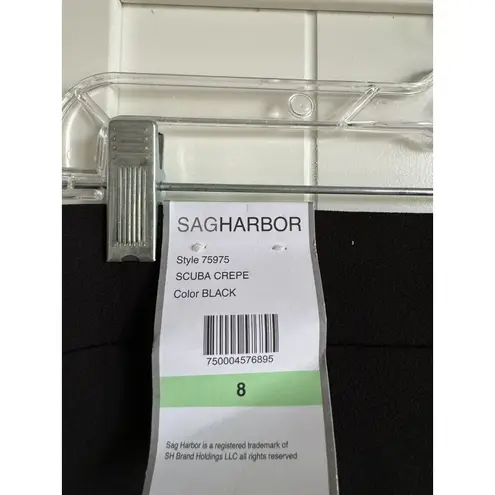 SAGHARBOR
Style 75975
SCUBA CREPE
Color BLACK
750004576895
8
Sag Harbor is a registered trademark of
SH Brand Holdings LLC all rights reserved